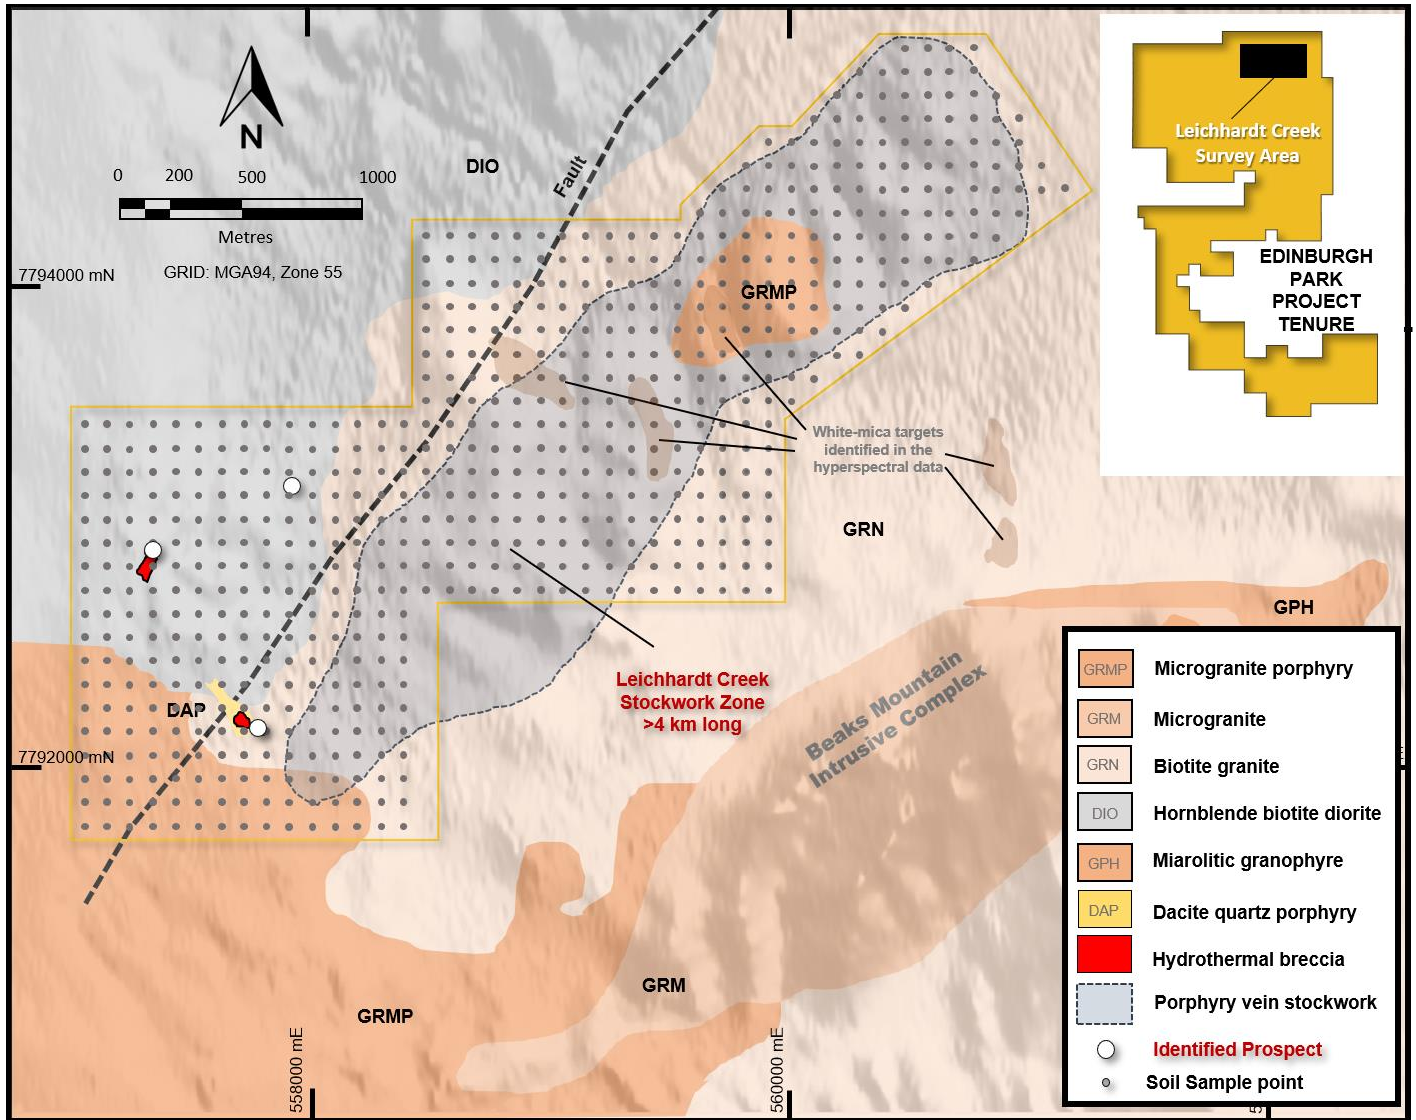 N
0 200 500 1000
Metres
GRID: MGA94, Zone 55
7794000 mN
7792000 mN
558000 mE
560000 mE
DIO
Fault
GRMP
White-mica targets
identified in the
hyperspectral data
GRN
GPH
DAP
Leichhardt Creek
Stockwork Zone
>4 km long
Beaks Mountain
Intrusive Complex
GRM
GRMP
Leichhardt Creek
Survey Area
EDINBURGH
PARK
PROJECT
TENURE
GRMP Microgranite porphyry
GRM Microgranite
GRN Biotite granite
DIO Hornblende biotite diorite
GPH Miarolitic granophyre
DAP Dacite quartz porphyry
Hydrothermal breccia
Porphyry vein stockwork
Identified Prospect
Soil Sample point